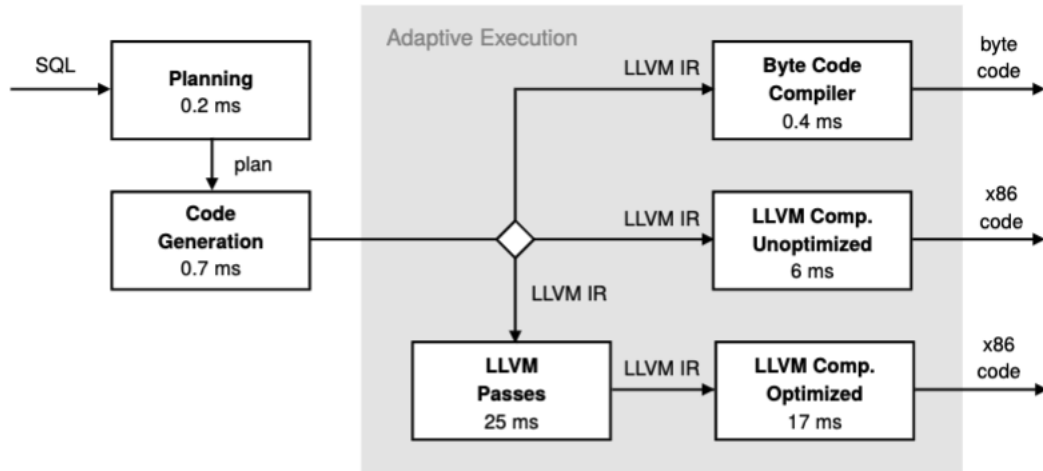 Adaptive Execution
SQL
Planning
0.2 ms
plan
Code
Generation
0.7 ms
LLVM IR
Byte Code
Compiler
0.4 ms
byte
code
LLVM IR
LLVM Comp.
Unoptimized
6 ms
x86
code
LLVM IR
LLVM
Passes
25 ms
LLVM IR
LLVM Comp.
Optimized
17 ms
x86
code